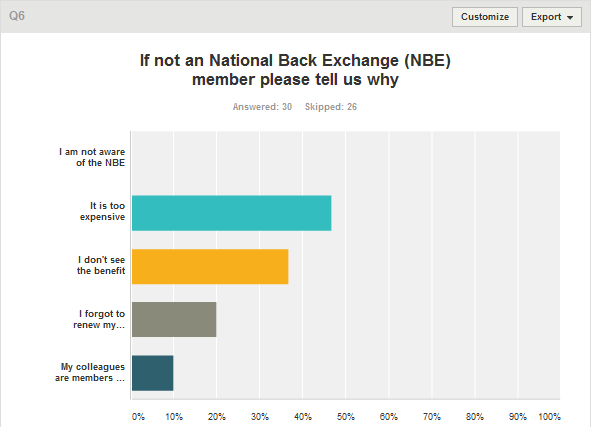 Q6
Customize
Export
If not an National Back Exchange (NBE)
member please tell us why
Answered: 30 Skipped: 26
I am not aware
of the NBE
It is too
expensive
I don't see
the benefit
I forgot to
renew my...
My colleagues
are members ...
0% 10% 20% 30% 40% 50% 60% 70% 80% 90% 100%